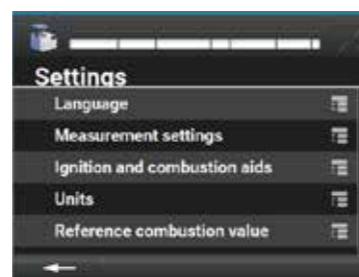 Settings
Language
Measurement settings
Ignition and combustion aids
Units
Reference combustion value